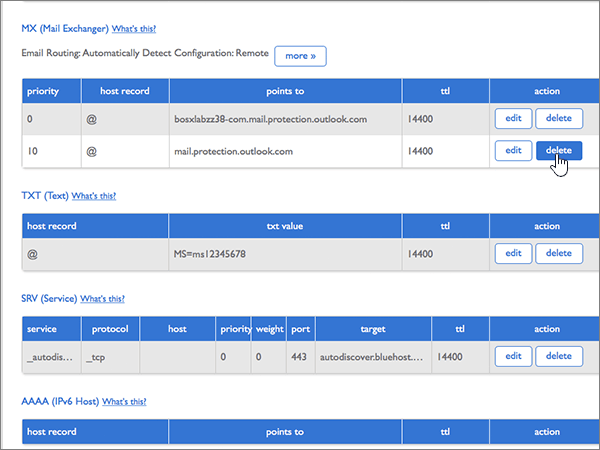 MX (Mail Exchanger) What's this?
Email Routing: Automatically Detect Configuration: Remote more »
priority host record points to ttl action
0 @ bosxlabzz38-com.mail.protection.outlook.com 14400 edit delete
10 @ mail.protection.outlook.com 14400 edit delete
TXT (Text) What's this?
host record txt value ttl action
@ MS=ms12345678 14400 edit delete
SRV (Service) What's this?
service protocol host priority weight port target ttl action
_autodis... _tcp 0 0 443 autodiscover.bluehost.... 14400 edit delete
AAAA (IPv6 Host) What's this?
host record points to ttl action